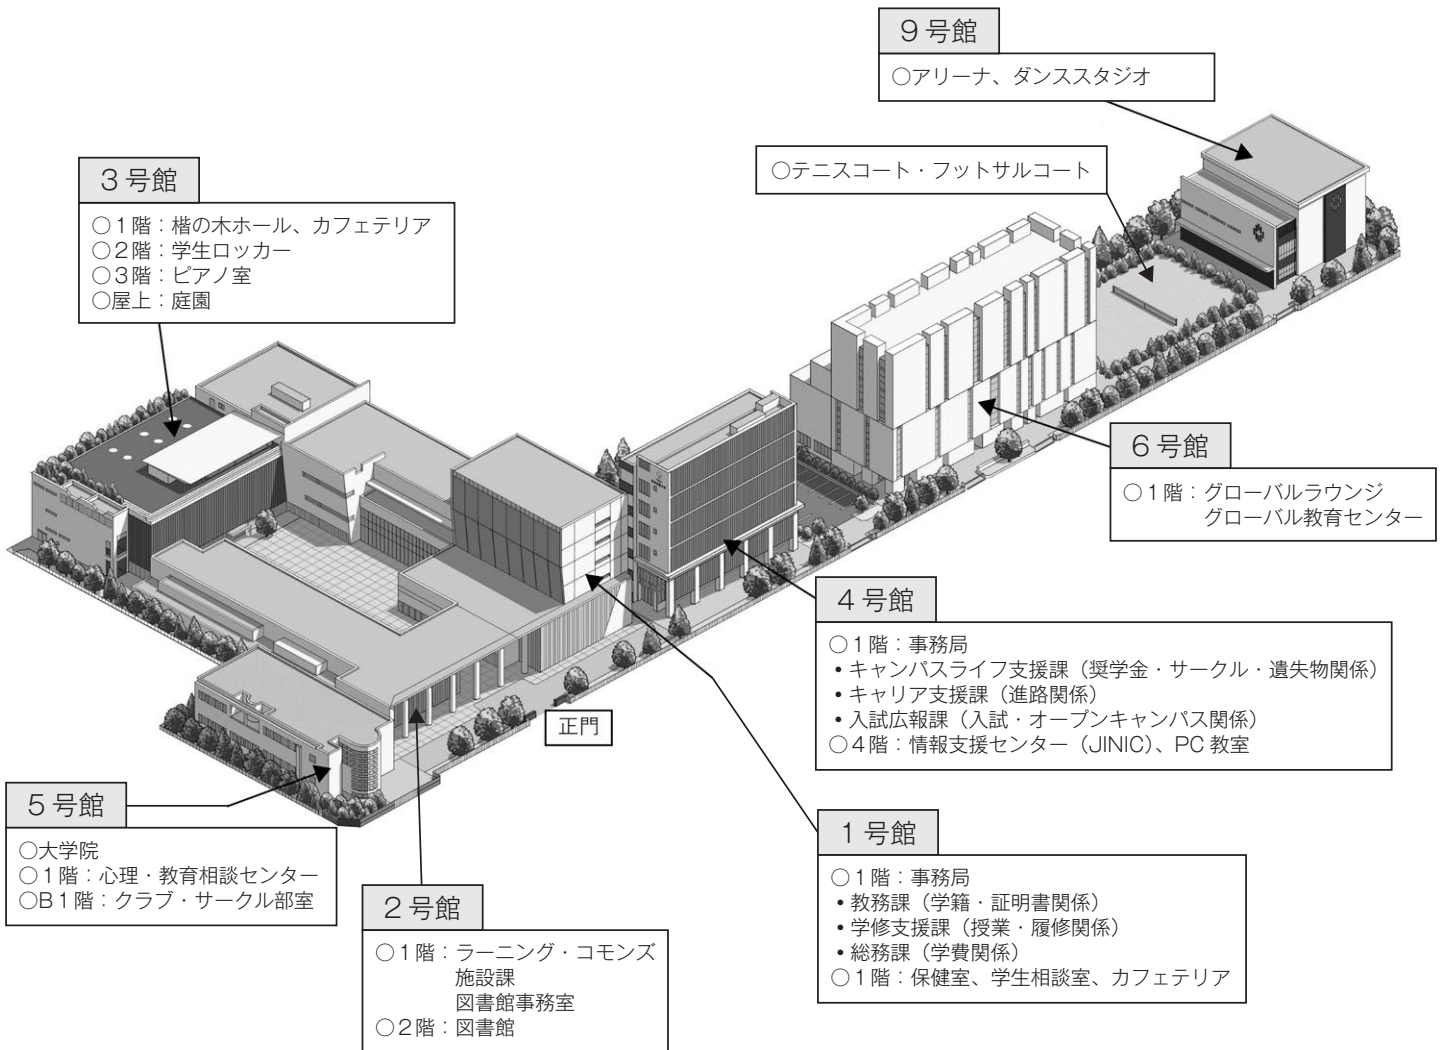 9号館
○アリーナ、ダンススタジオ
○テニスコート・フットサルコート
3号館
○1階：楷の木ホール、カフェテリア
○2階：学生ロッカー
○3階：ピアノ室
○屋上：庭園
6号館
○1階：グローバルラウンジ
グローバル教育センター
4号館
○1階：事務局
•キャンパスライフ支援課（奨学金・サークル・遺失物関係）
•キャリア支援課（進路関係）
•入試広報課（入試・オープンキャンパス関係）
○4階：情報支援センター（JINIC）、PC教室
正門
5号館
○大学院
○1階：心理・教育相談センター
○B1階：クラブ・サークル部室
2号館
○1階：ラーニング・コモンズ
施設課
図書館事務室
○2階：図書館
1号館
○1階：事務局
•教務課（学籍・証明書関係）
•学修支援課（授業・履修関係）
•総務課（学費関係）
○1階：保健室、学生相談室、カフェテリア